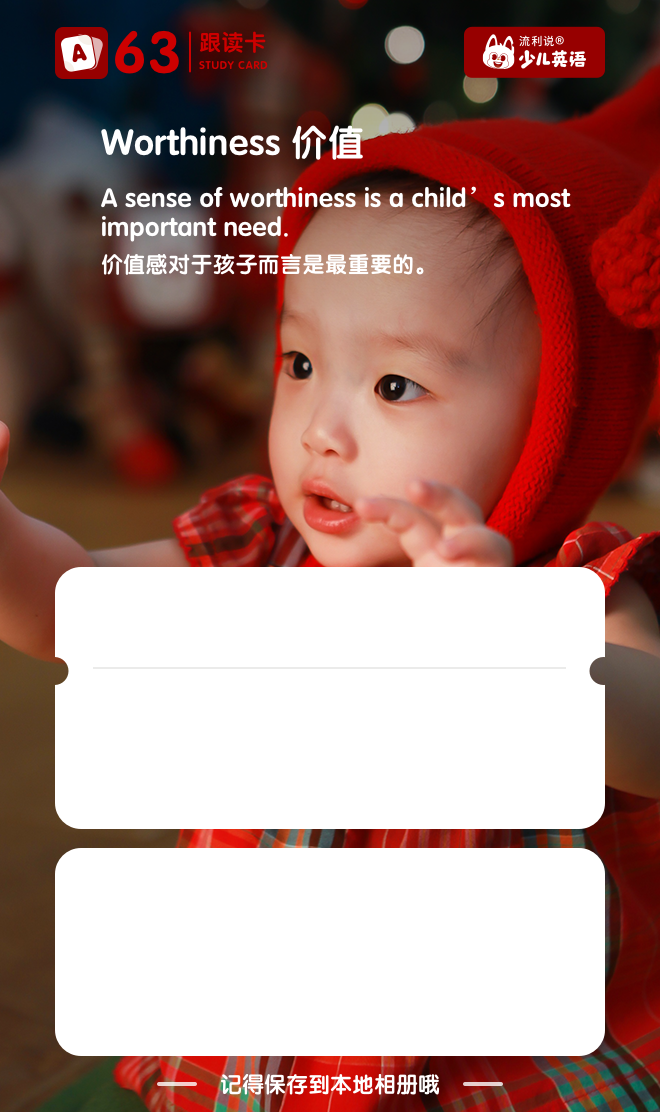 A 63 跟读卡
STUDY CARD
流利说®
少儿英语
Worthiness 价值
A sense of worthiness is a child’s most
important need.
价值感对于孩子而言是最重要的。
记得保存到本地相册哦